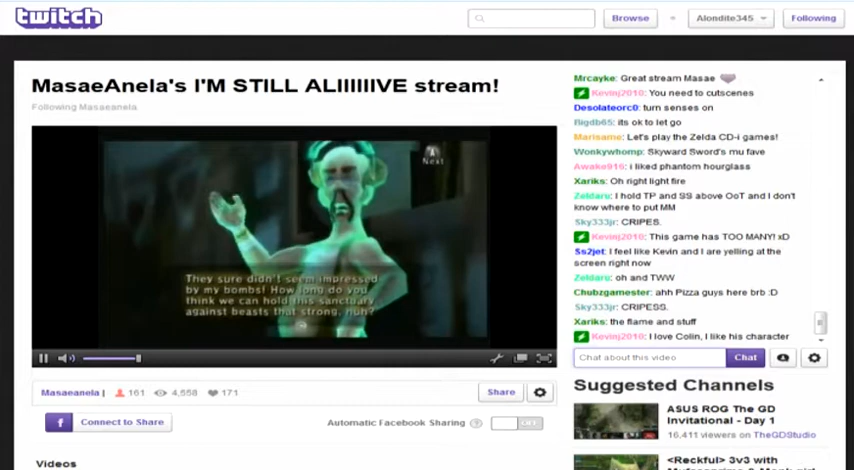 twitch
Browse
Alondite345
Following
MasaeAnela's I'M STILL ALIIIIIIVE stream!
Following Masaeanela
Next
They sure didn't seem impressed
by my bombs! How long do you
think we can hold this sanctuary
against beasts that strong, huh?
Masaeanela |
161
4,558
171
Share
Connect to Share
Automatic Facebook Sharing
OFF
Videos
Mrcayke: Great stream Masae
Kevinj2010: You need to cutscenes
Desolateorc0: turn senses on
Rigdb65: its ok to let go
Marisame: Let's play the Zelda CD-i games!
Wonkywhomp: Skyward Sword's mu fave
Awake916: i liked phantom hourglass
Xariks: Oh right light fire
Zeldaru: I hold TP and SS above OoT and I don't
know where to put MM
Sky333jr: CRIPES.
Kevinj2010: This game has TOO MANY! xD
Ss2jet: I feel like Kevin and I are yelling at the
screen right now
Zeldaru: oh and TWW
Chubzgamester: ahh Pizza guys here brb :D
Sky333jr: CRIPESS.
Xariks: the flame and stuff
Kevinj2010: I love Colin, I like his character
Chat about this video
Chat
Suggested Channels
ASUS ROG The GD
Invitational - Day 1
16,411 viewers on TheGDStudio
<Reckful> 3v3 with